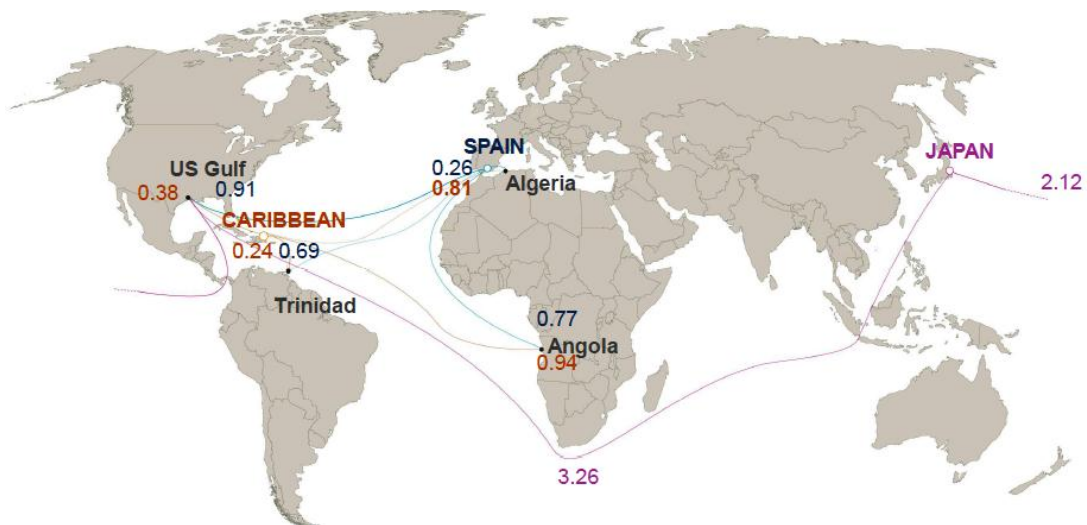 SPAIN
US Gulf
0.26
JAPAN
0.38
0.91
0.81
Algeria
2.12
CARIBBEAN
0.24
0.69
Trinidad
0.77
Angola
0.94
3.26